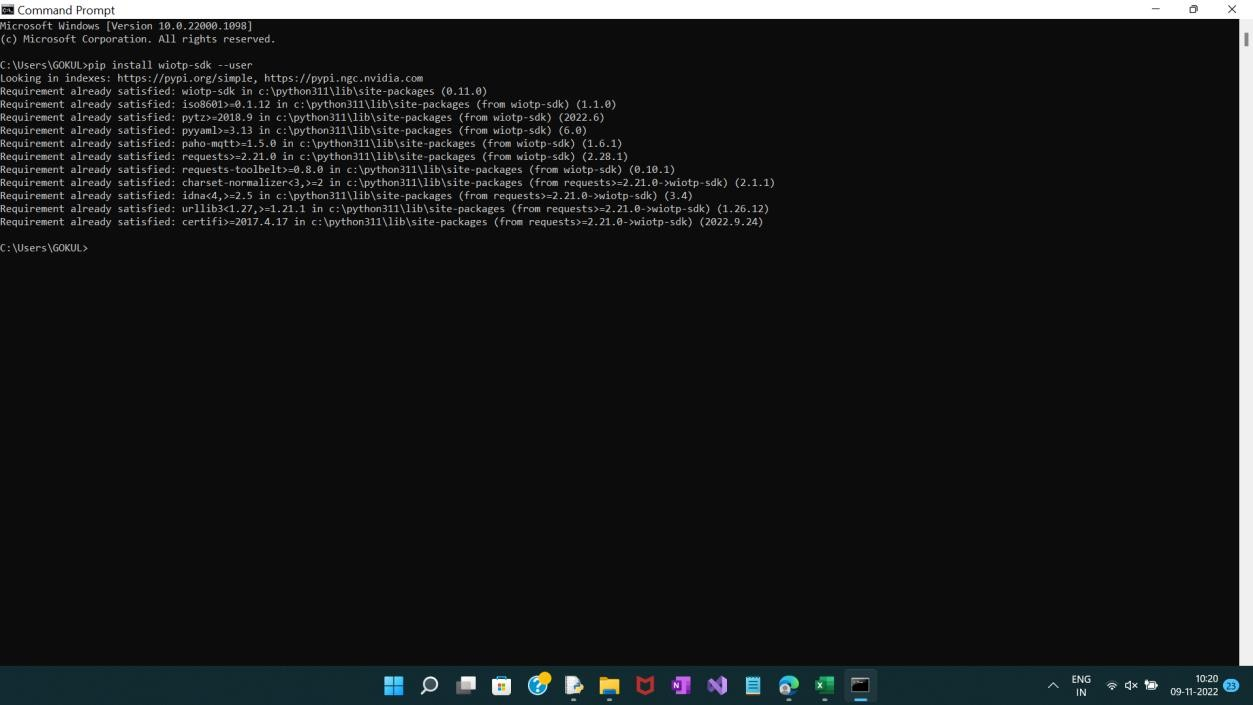 Command Prompt
Microsoft Windows [Version 10.0.22000.1098]
(c) Microsoft Corporation. All rights reserved.
C:\Users\GOKUL>pip install wiotp-sdk --user
Looking in indexes: https://pypi.org/simple, https://pypi.ngc.nvidia.com
Requirement already satisfied: wiotp-sdk in c:\python311\lib\site-packages (0.11.0)
Requirement already satisfied: iso8601>=0.1.12 in c:\python311\lib\site-packages (from wiotp-sdk) (1.1.0)
Requirement already satisfied: pytz>=2018.9 in c:\python311\lib\site-packages (from wiotp-sdk) (2022.6)
Requirement already satisfied: pyyaml>=3.13 in c:\python311\lib\site-packages (from wiotp-sdk) (6.0)
Requirement already satisfied: paho-mqtt>=1.5.0 in c:\python311\lib\site-packages (from wiotp-sdk) (1.6.1)
Requirement already satisfied: requests>=2.21.0 in c:\python311\lib\site-packages (from wiotp-sdk) (2.28.1)
Requirement already satisfied: requests-toolbelt>=0.8.0 in c:\python311\lib\site-packages (from wiotp-sdk) (0.10.1)
Requirement already satisfied: charset-normalizer<3,>=2 in c:\python311\lib\site-packages (from requests>=2.21.0->wiotp-sdk) (2.1.1)
Requirement already satisfied: idna<4,>=2.5 in c:\python311\lib\site-packages (from requests>=2.21.0->wiotp-sdk) (3.4)
Requirement already satisfied: urllib3<1.27,>=1.21.1 in c:\python311\lib\site-packages (from requests>=2.21.0->wiotp-sdk) (1.26.12)
Requirement already satisfied: certifi>=2017.4.17 in c:\python311\lib\site-packages (from requests>=2.21.0->wiotp-sdk) (2022.9.24)
C:\Users\GOKUL>
ENG
IN
10:20
09-11-2022
23